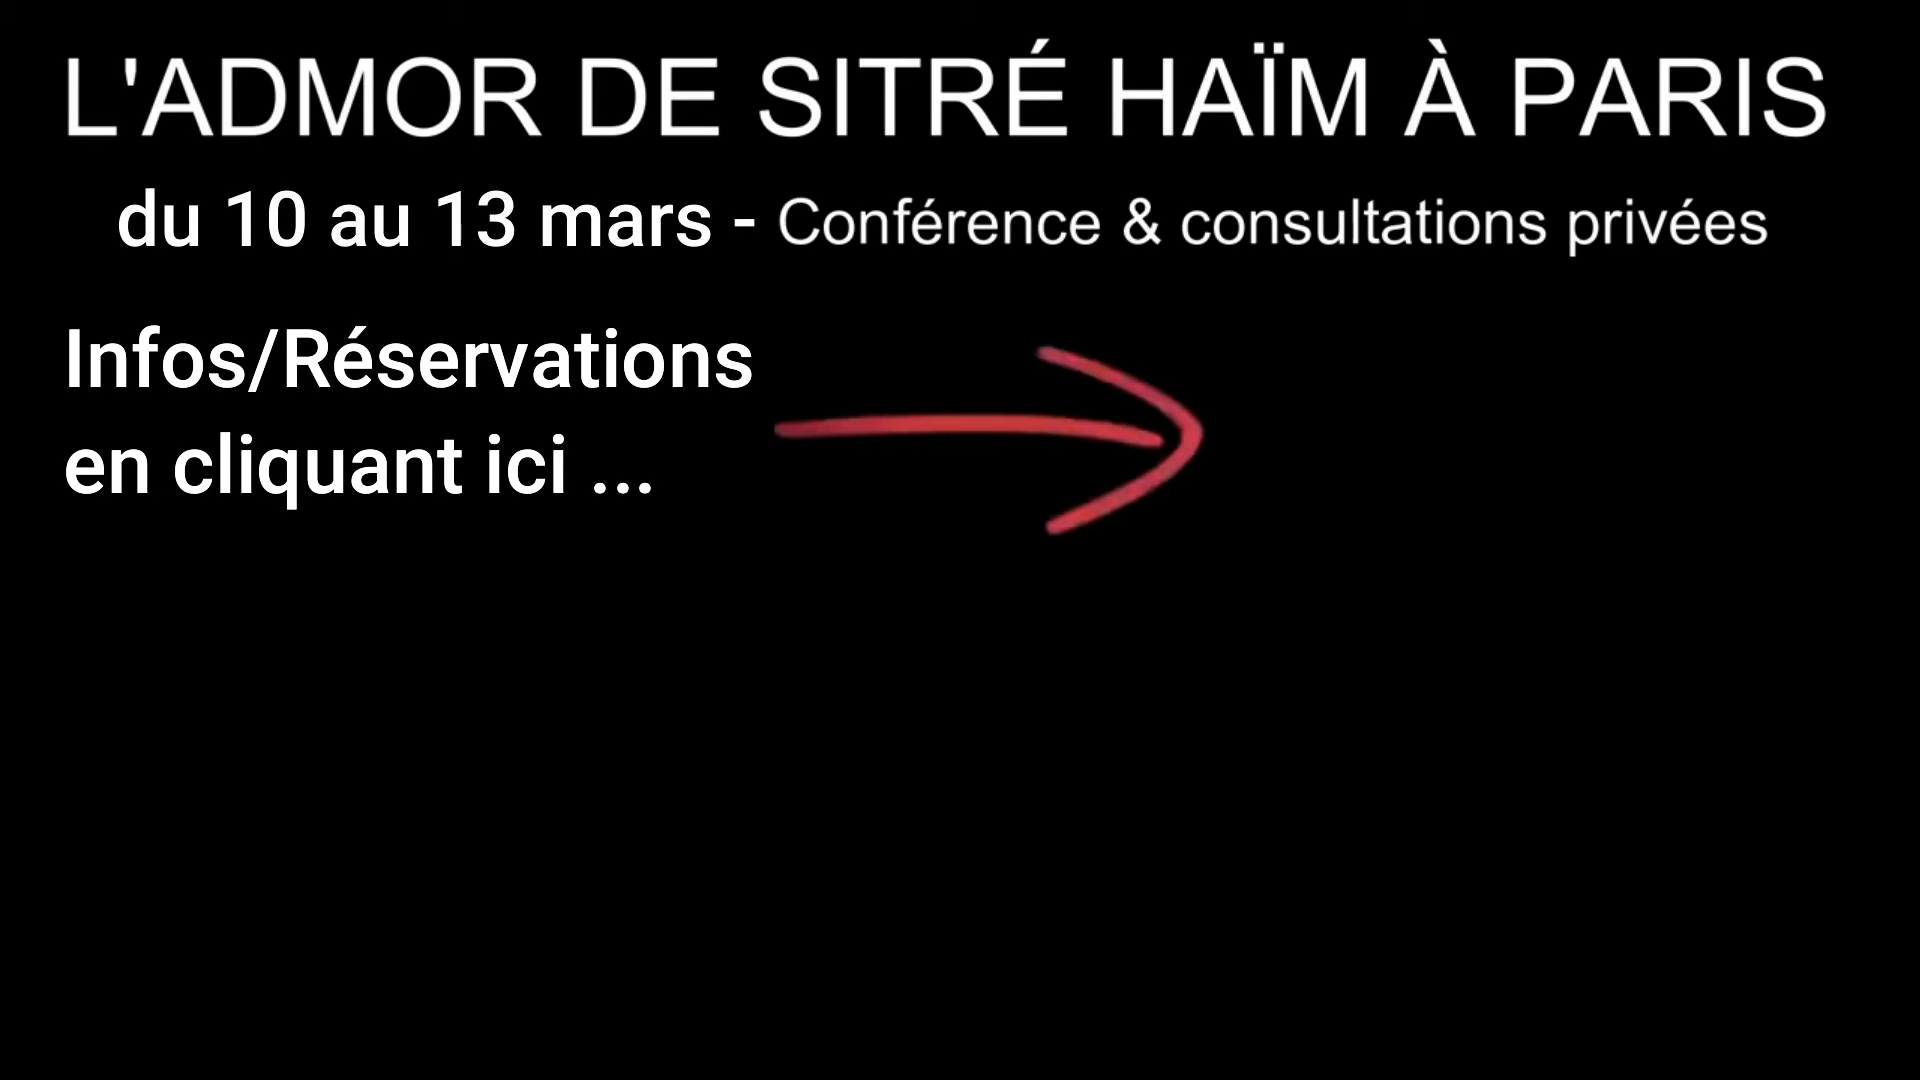 L'ADMOR DE SITRÉ HAÏM À PARIS
du 10 au 13 mars - Conférence & consultations privées
Infos/Réservations
en cliquant ici ...